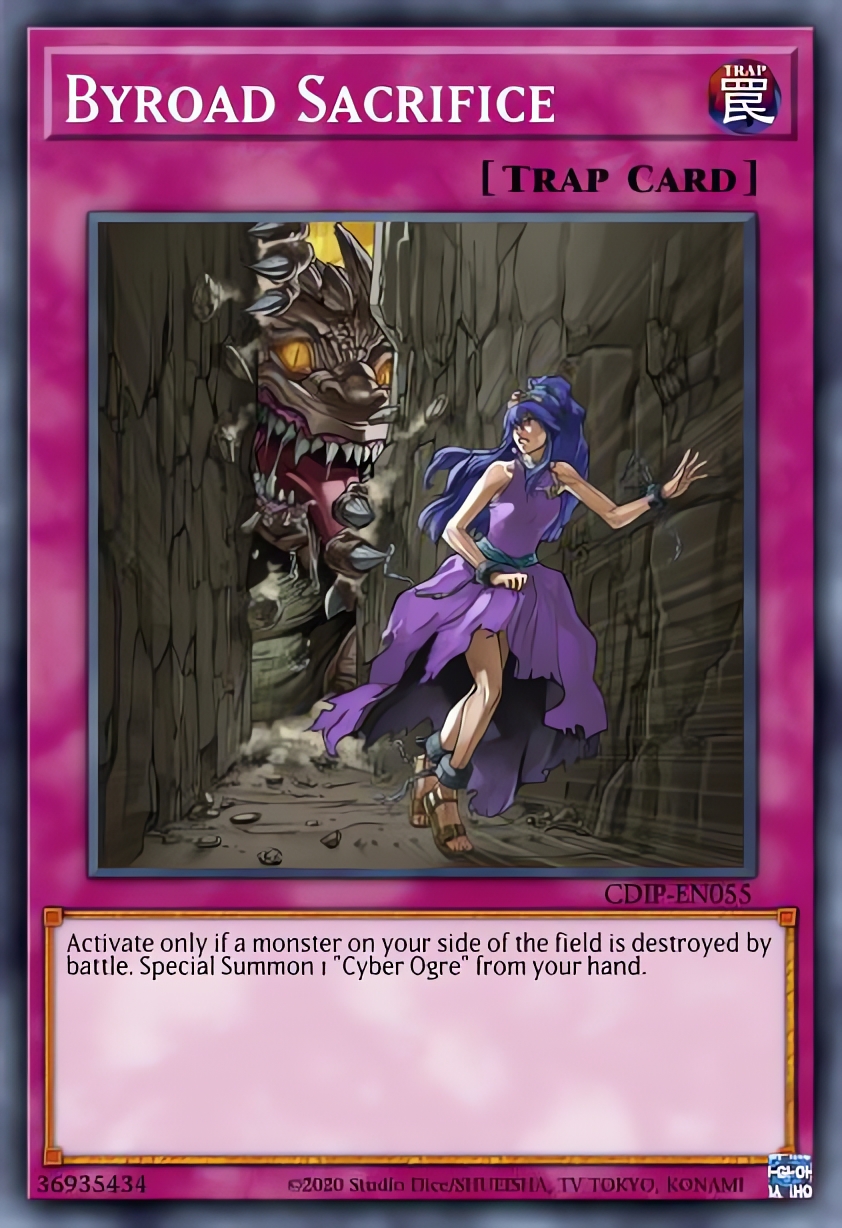 Byroad Sacrifice
TRAP
罠
[Trap Card]
CDIP-EN055
Activate only if a monster on your side of the field is destroyed by
battle. Special Summon 1 "Cyber Ogre" from your hand.
36935434
©2020 Studio Dice/SHUEISHA, TV TOKYO, KONAMI